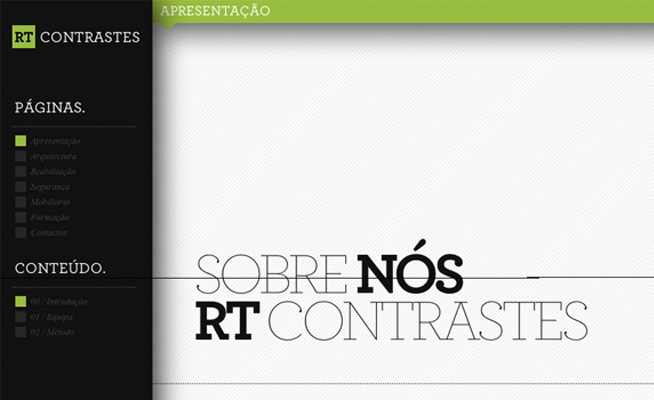 APRESENTAÇÃO
RT CONTRASTES
PÁGINAS.
Apresentação
Arquitectura
Reabilitação
Segurança
Mobiliário
Formação
Contactos
CONTEÚDO.
00 / Introdução
01 / Equipa
02 / Método
SOBRE NÓS
RT CONTRASTES